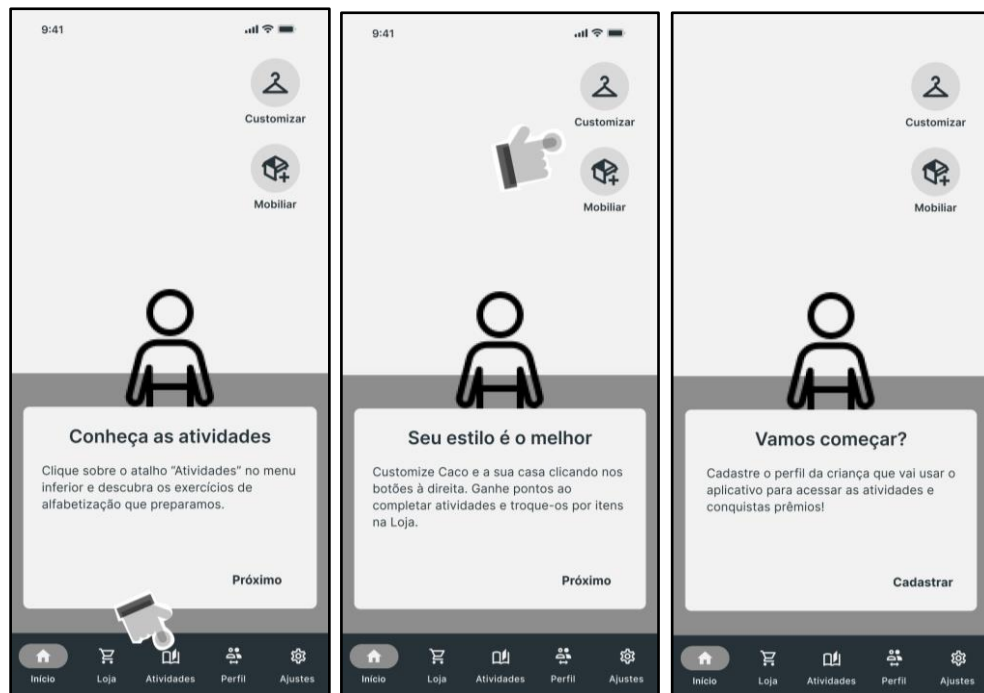 9:41
Customizar
Mobiliar
Conheça as atividades
Clique sobre o atalho "Atividades" no menu
inferior e descubra os exercícios de
alfabetização que preparamos.
Próximo
Início Loja Atividades Perfil Ajustes
9:41
Customizar
Mobiliar
Seu estilo é o melhor
Customize Caco e a sua casa clicando nos
botões à direita. Ganhe pontos ao
completar atividades e troque-os por itens
na Loja.
Próximo
Início Loja Atividades Perfil Ajustes
Customizar
Mobiliar
Vamos começar?
Cadastre o perfil da criança que vai usar o
aplicativo para acessar as atividades e
conquistas prêmios!
Cadastrar
Início Loja Atividades Perfil Ajustes